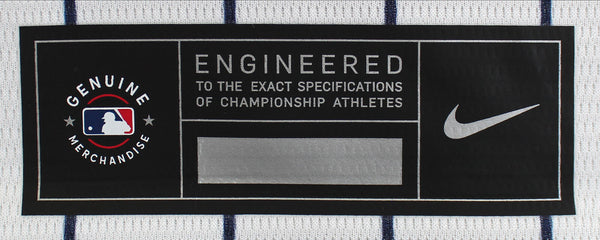 GENUINE
MERCHANDISE
ENGINEERED
TO THE EXACT SPECIFICATIONS
OF CHAMPIONSHIP ATHLETES